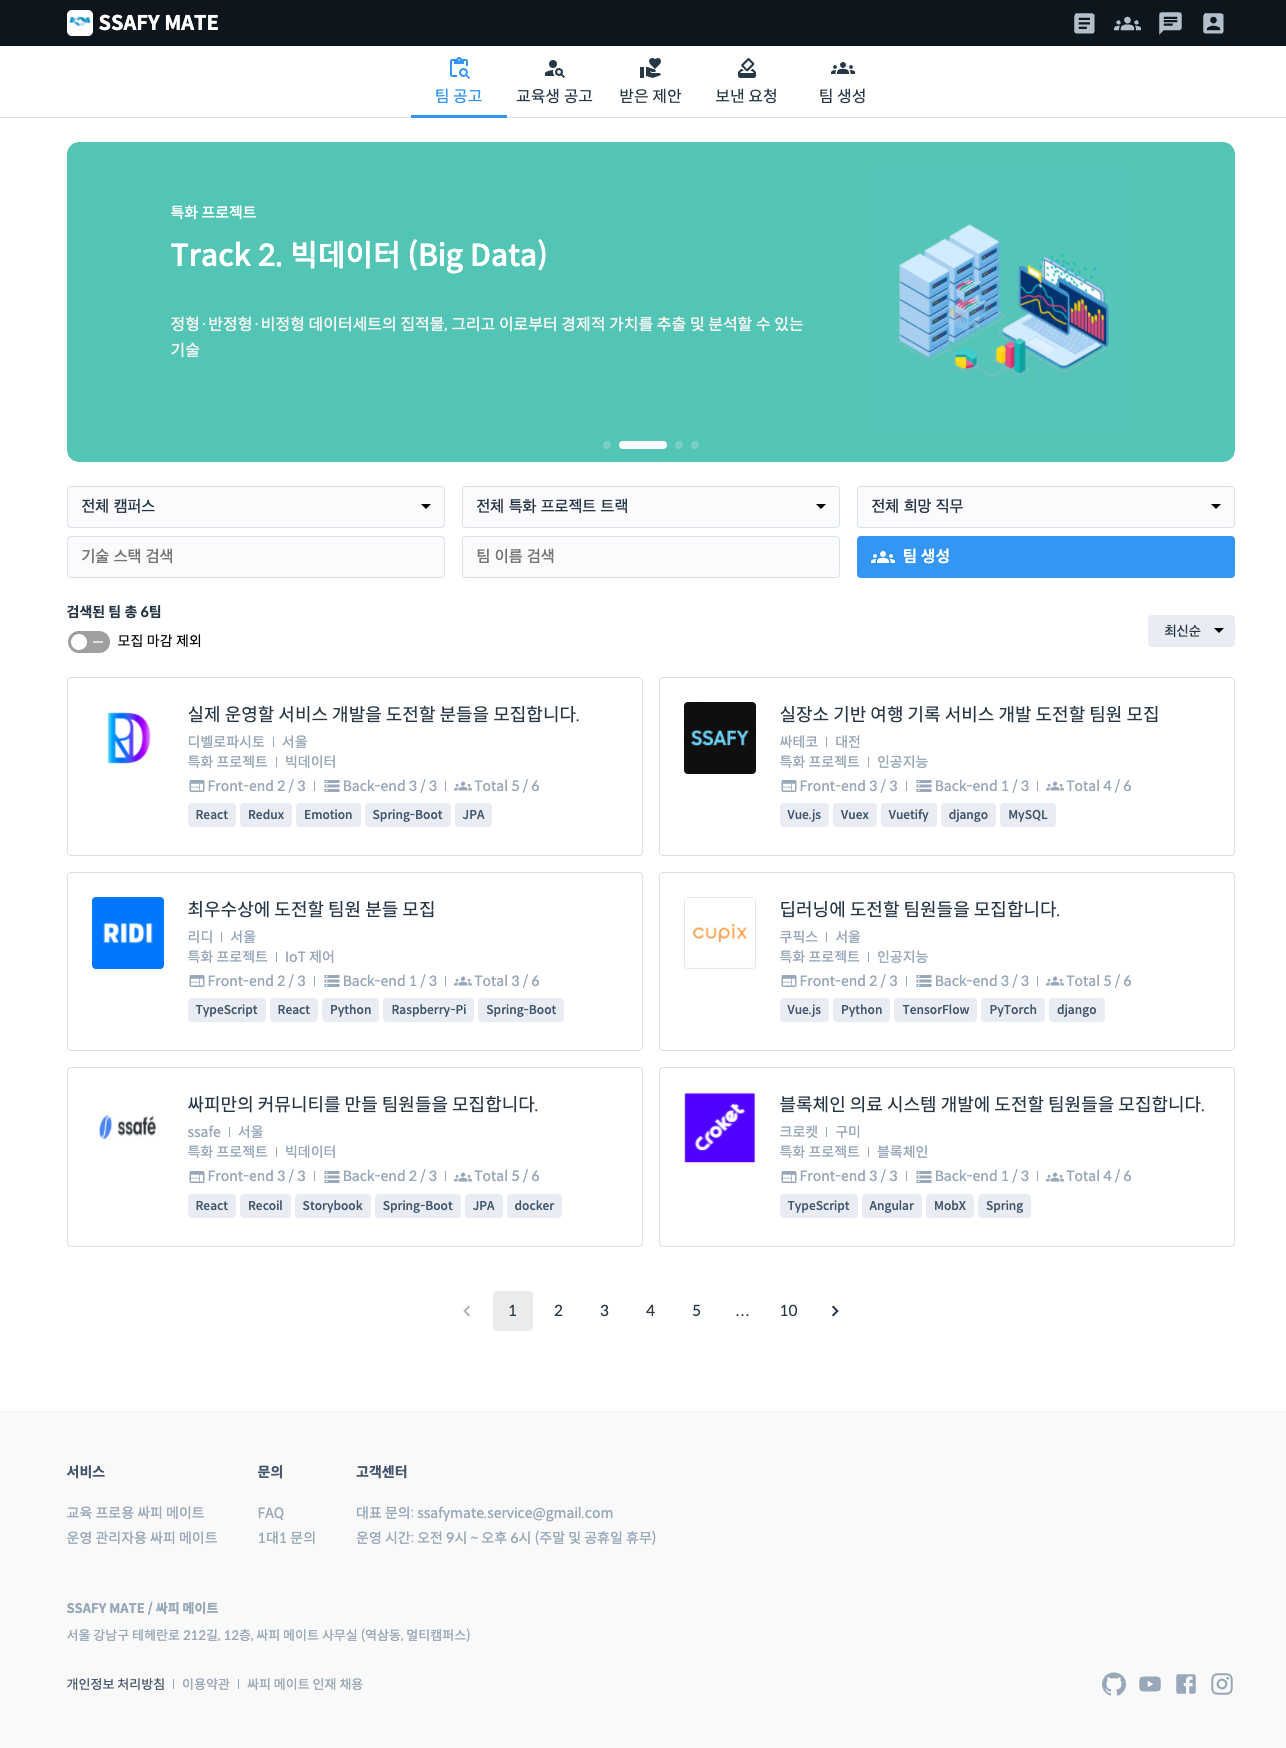 SSAFY MATE
팀 공고
교육생 공고
받은 제안
보낸 요청
팀 생성
특화 프로젝트
Track 2. 빅데이터 (Big Data)
정형·반정형·비정형 데이터세트의 집적물, 그리고 이로부터 경제적 가치를 추출 및 분석할 수 있는
기술
전체 캠퍼스
전체 특화 프로젝트 트랙
전체 희망 직무
기술 스택 검색
팀 이름 검색
팀 생성
검색된 팀 총 6팀
모집 마감 제외
최신순
실제 운영할 서비스 개발을 도전할 분들을 모집합니다.
디벨로파시토 | 서울
특화 프로젝트 | 빅데이터
Front-end 2 / 3 | Back-end 3 / 3 | Total 5 / 6
React Redux Emotion Spring-Boot JPA
SSAFY
실장소 기반 여행 기록 서비스 개발 도전할 팀원 모집
싸테코 | 대전
특화 프로젝트 | 인공지능
Front-end 3 / 3 | Back-end 1 / 3 | Total 4 / 6
Vue.js Vuex Vuetify django MySQL
RIDI
최우수상에 도전할 팀원 분들 모집
리디 | 서울
특화 프로젝트 | IoT 제어
Front-end 2 / 3 | Back-end 1 / 3 | Total 3 / 6
TypeScript React Python Raspberry-Pi Spring-Boot
cupix
딥러닝에 도전할 팀원들을 모집합니다.
쿠픽스 | 서울
특화 프로젝트 | 인공지능
Front-end 2 / 3 | Back-end 3 / 3 | Total 5 / 6
Vue.js Python TensorFlow PyTorch django
ssafé
싸피만의 커뮤니티를 만들 팀원들을 모집합니다.
ssafe | 서울
특화 프로젝트 | 빅데이터
Front-end 3 / 3 | Back-end 2 / 3 | Total 5 / 6
React Recoil Storybook Spring-Boot JPA docker
Croket
블록체인 의료 시스템 개발에 도전할 팀원들을 모집합니다.
크로켓 | 구미
특화 프로젝트 | 블록체인
Front-end 3 / 3 | Back-end 1 / 3 | Total 4 / 6
TypeScript Angular MobX Spring
1 2 3 4 5 ... 10
서비스
교육 프로용 싸피 메이트
운영 관리자용 싸피 메이트
문의
FAQ
1대1 문의
고객센터
대표 문의: ssafymate.service@gmail.com
운영 시간: 오전 9시 ~ 오후 6시 (주말 및 공휴일 휴무)
SSAFY MATE / 싸피 메이트
서울 강남구 테헤란로 212길, 12층, 싸피 메이트 사무실 (역삼동, 멀티캠퍼스)
개인정보 처리방침 | 이용약관 | 싸피 메이트 인재 채용